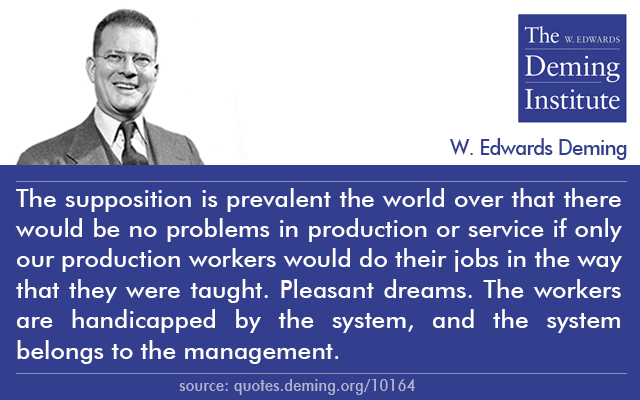 The W. EDWARDS
Deming
Institute
W. Edwards Deming
The supposition is prevalent the world over that there
would be no problems in production or service if only
our production workers would do their jobs in the way
that they were taught. Pleasant dreams. The workers
are handicapped by the system, and the system
belongs to the management.
source: quotes.deming.org/10164